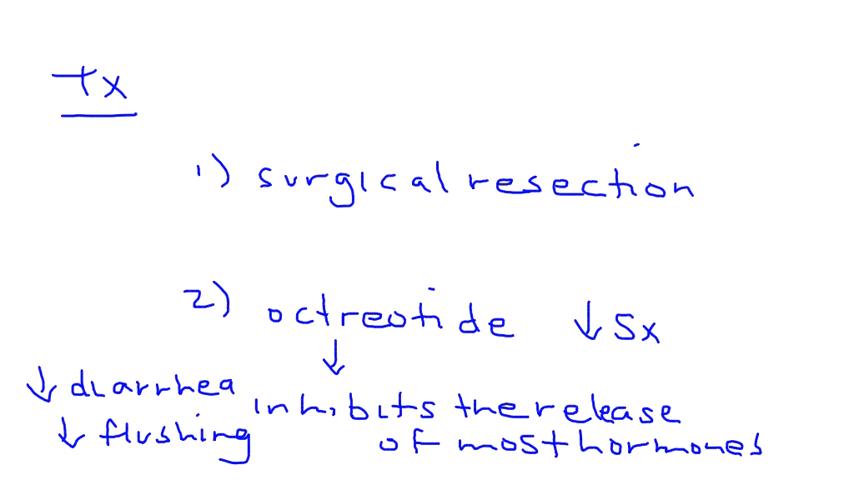 tx
1) surgical resection
2) octreotide ↓ sx
↓
↓ diarrhea inhibits the release
↓ flushing of most hormones